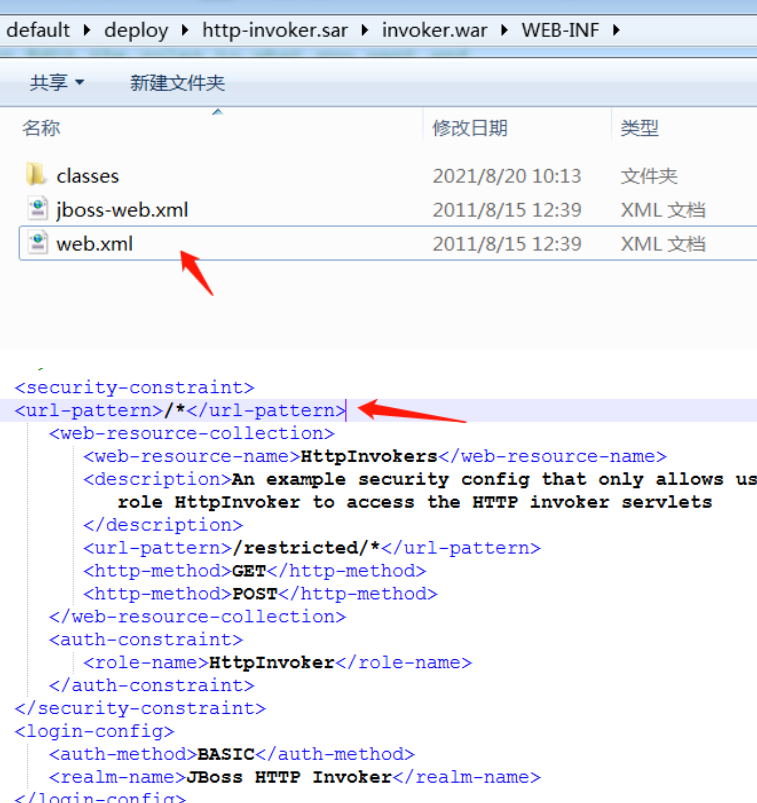 default deploy http-invoker.sar invoker.war WEB-INF
共享 新建文件夹
名称 修改日期 类型
classes 2021/8/20 10:13 文件夹
jboss-web.xml 2011/8/15 12:39 XML 文档
web.xml 2011/8/15 12:39 XML 文档
<security-constraint>
<url-pattern>/*</url-pattern>
<web-resource-collection>
<web-resource-name>HttpInvokers</web-resource-name>
<description>An example security config that only allows us
role HttpInvoker to access the HTTP invoker servlets
</description>
<url-pattern>/restricted/*</url-pattern>
<http-method>GET</http-method>
<http-method>POST</http-method>
</web-resource-collection>
<auth-constraint>
<role-name>HttpInvoker</role-name>
</auth-constraint>
</security-constraint>
<login-config>
<auth-method>BASIC</auth-method>
<realm-name>JBoss HTTP Invoker</realm-name>
</login-config>